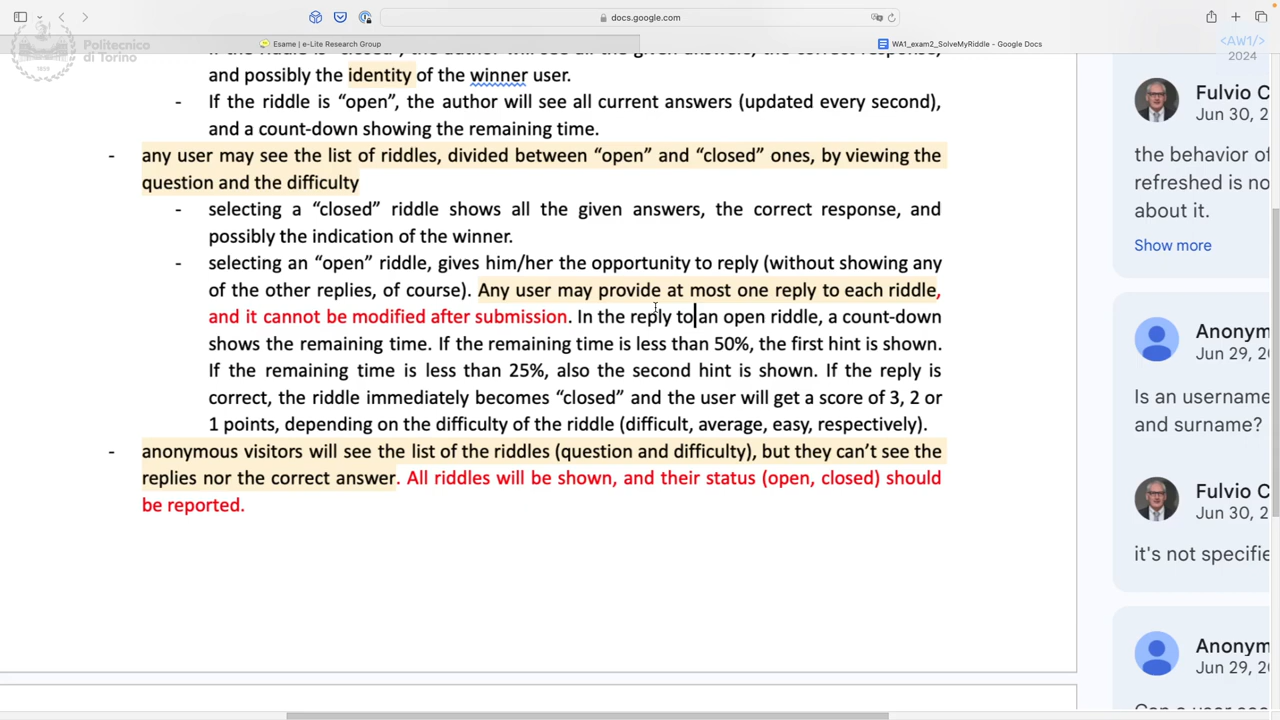 docs.google.com
Esame | e-Lite Research Group
WA1_exam2_SolveMyRiddle - Google Docs
Politecnico
di Torino
<AW1/>
2024
and possibly the identity of the winner user.
- If the riddle is “open”, the author will see all current answers (updated every second),
and a count-down showing the remaining time.
- any user may see the list of riddles, divided between “open” and “closed” ones, by viewing the
question and the difficulty
- selecting a “closed” riddle shows all the given answers, the correct response, and
possibly the indication of the winner.
- selecting an “open” riddle, gives him/her the opportunity to reply (without showing any
of the other replies, of course). Any user may provide at most one reply to each riddle,
and it cannot be modified after submission. In the reply to an open riddle, a count-down
shows the remaining time. If the remaining time is less than 50%, the first hint is shown.
If the remaining time is less than 25%, also the second hint is shown. If the reply is
correct, the riddle immediately becomes “closed” and the user will get a score of 3, 2 or
1 points, depending on the difficulty of the riddle (difficult, average, easy, respectively).
- anonymous visitors will see the list of the riddles (question and difficulty), but they can’t see the
replies nor the correct answer. All riddles will be shown, and their status (open, closed) should
be reported.
Fulvio C
Jun 30,
the behavior of
refreshed is no
about it.
Show more
Anonym
Jun 29, 2
Is an username
and surname?
Fulvio C
Jun 30,
it's not specifie
Anonym
Jun 29, 2